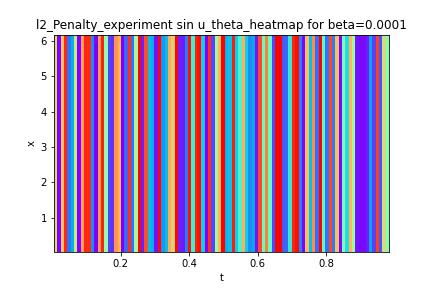 l2_Penalty_experiment sin u_theta_heatmap for beta=0.0001
6
5
4
3
2
1
x
0.2 0.4 0.6 0.8
t